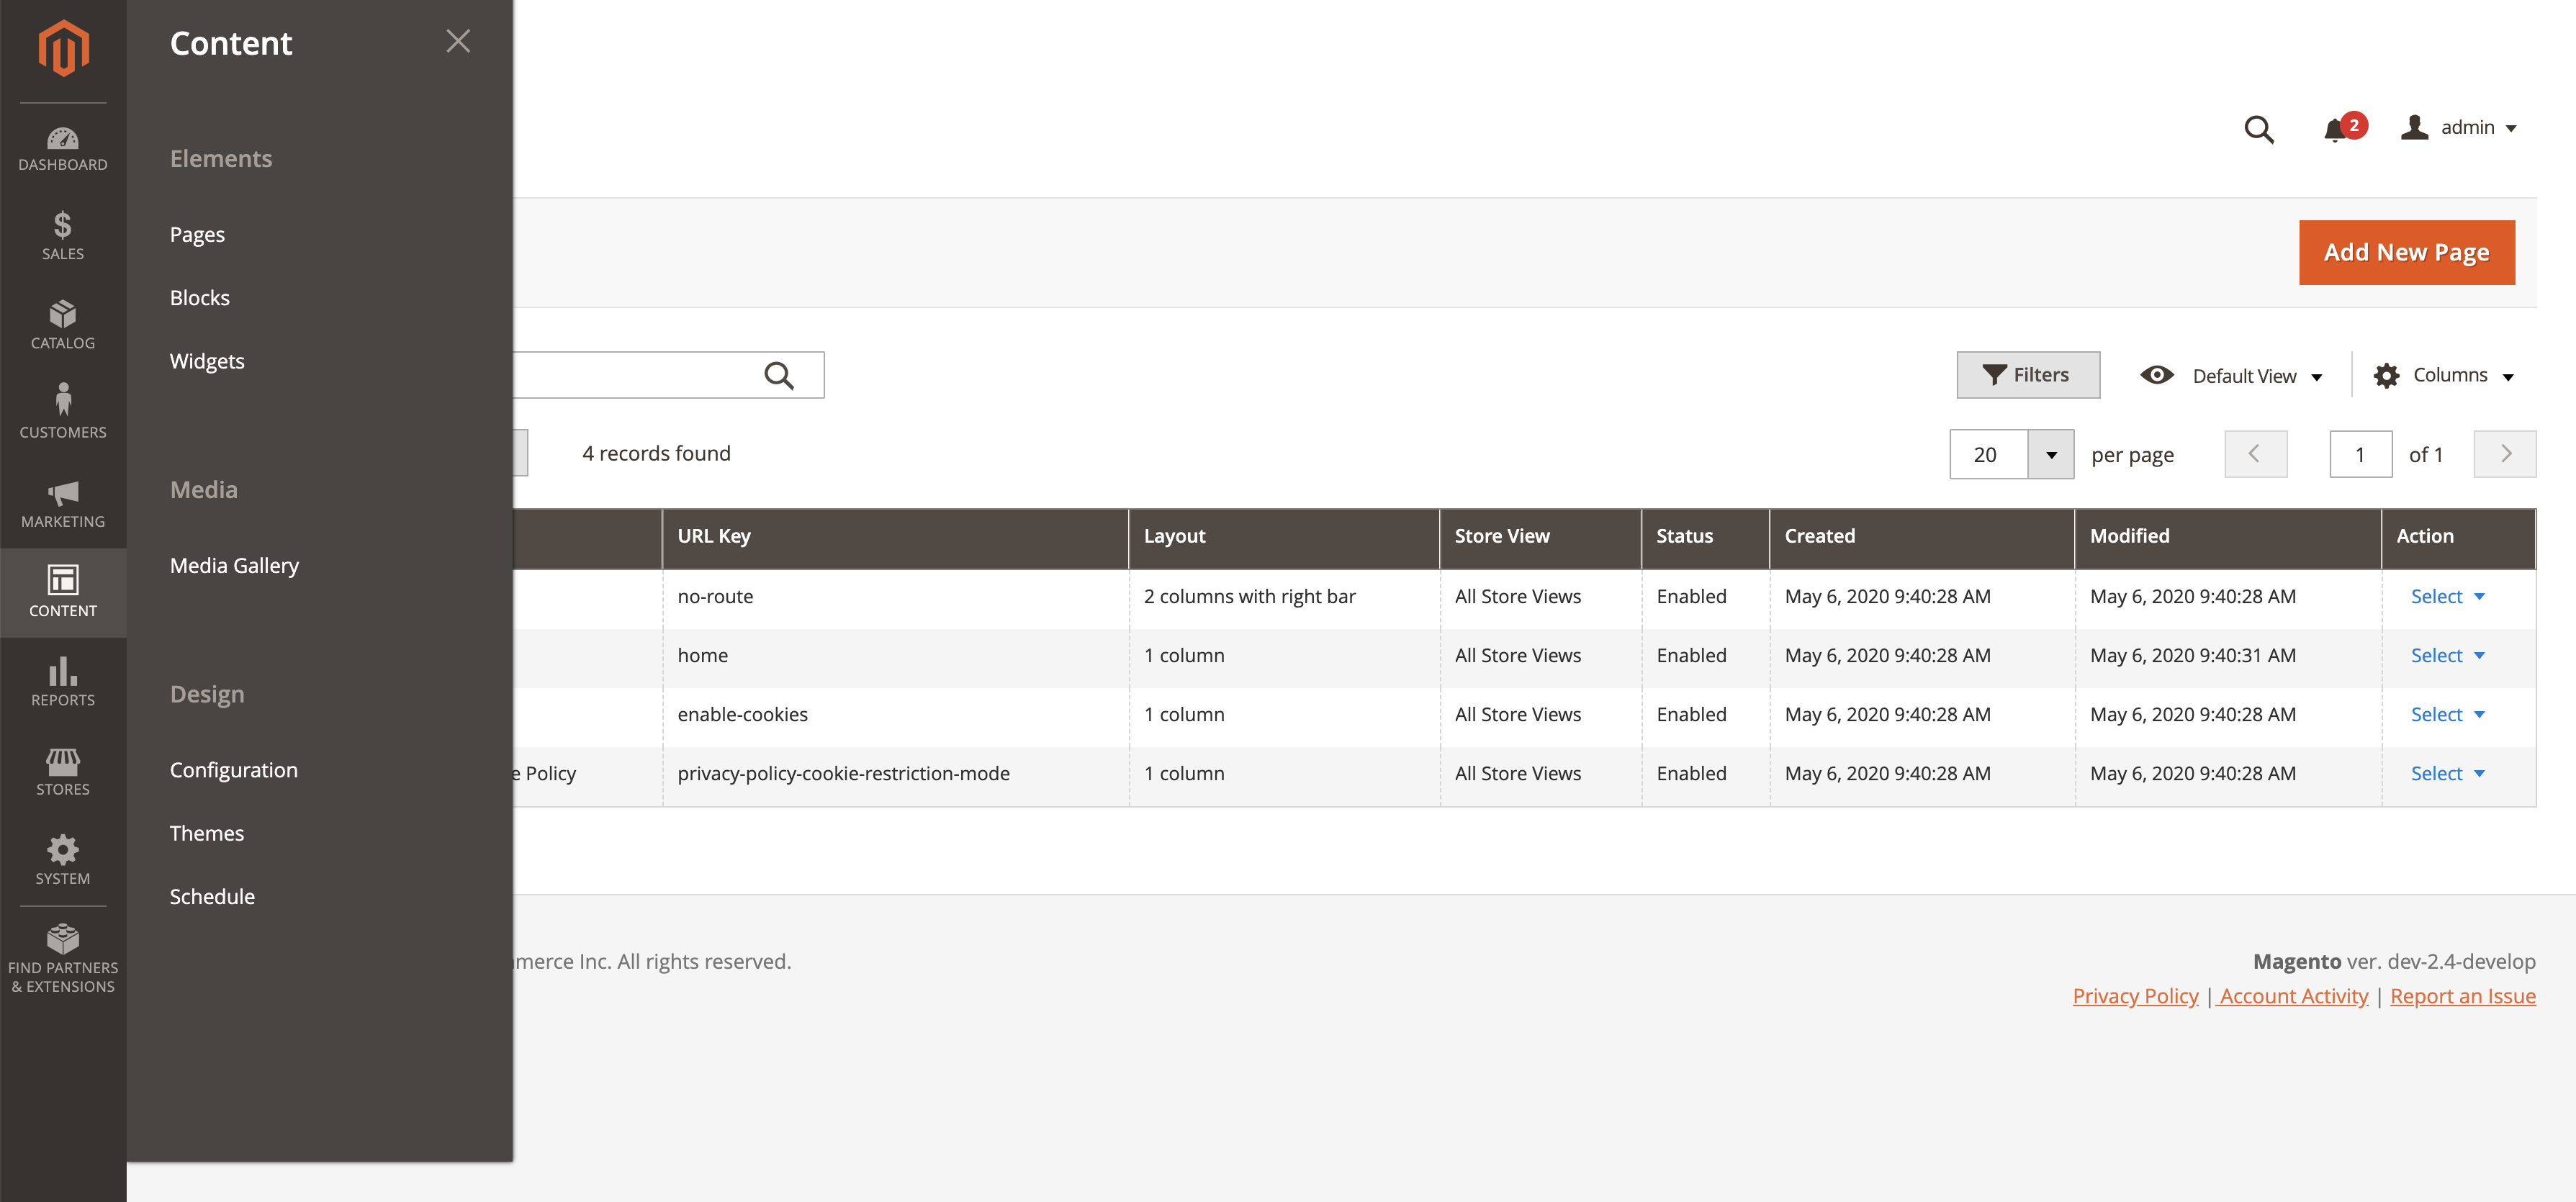 DASHBOARD
SALES
CATALOG
CUSTOMERS
MARKETING
CONTENT
REPORTS
STORES
SYSTEM
FIND PARTNERS
& EXTENSIONS
Content
Elements
Pages
Blocks
Widgets
Media
Media Gallery
Design
Configuration
Themes
Schedule
2
admin
Add New Page
Filters
Default View
Columns
4 records found
20
per page
1
of 1
URL Key Layout Store View Status Created Modified Action
no-route 2 columns with right bar All Store Views Enabled May 6, 2020 9:40:28 AM May 6, 2020 9:40:28 AM Select
home 1 column All Store Views Enabled May 6, 2020 9:40:28 AM May 6, 2020 9:40:31 AM Select
enable-cookies 1 column All Store Views Enabled May 6, 2020 9:40:28 AM May 6, 2020 9:40:28 AM Select
e Policy privacy-policy-cookie-restriction-mode 1 column All Store Views Enabled May 6, 2020 9:40:28 AM May 6, 2020 9:40:28 AM Select
merce Inc. All rights reserved.
Magento ver. dev-2.4-develop
Privacy Policy | Account Activity | Report an Issue